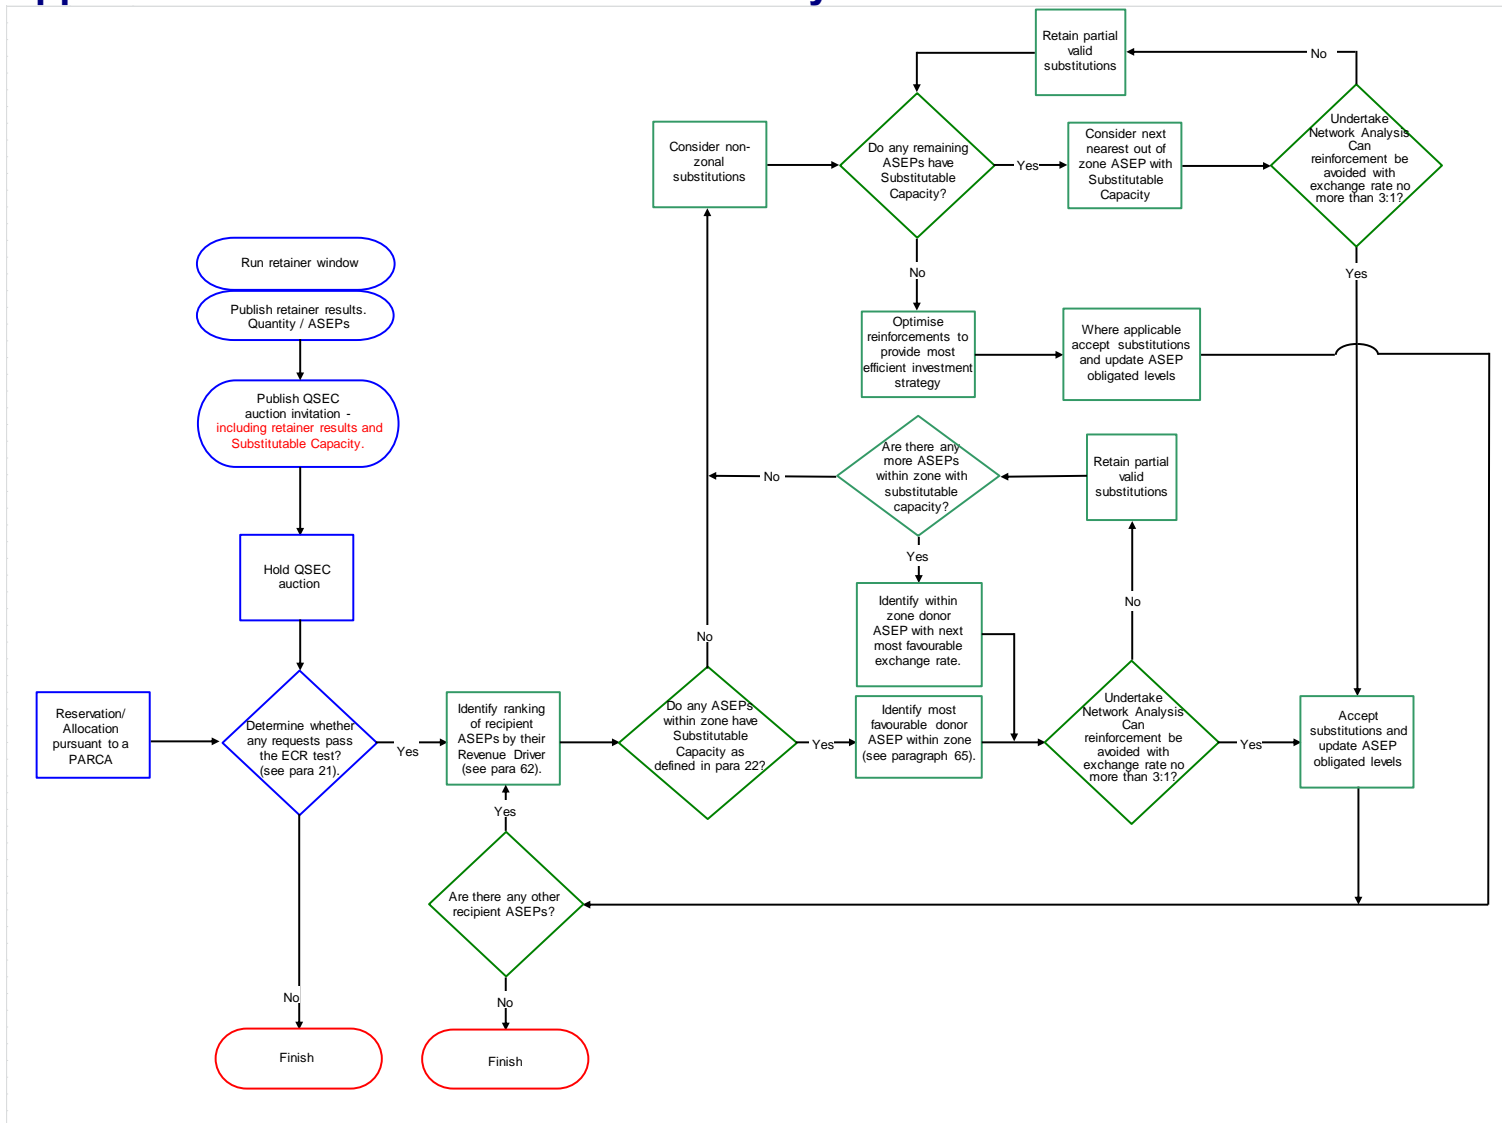 Retain partial
valid
substitutions
No
Consider non-
zonal
substitutions
Do any remaining
ASEPs have
Substitutable
Capacity?
Yes
Consider next
nearest out of
zone ASEP with
Substitutable
Capacity
Undertake
Network Analysis
Can
reinforcement be
avoided with
exchange rate no
more than 3:1?
Run retainer window
Publish retainer results.
Quantity / ASEPs
No
Yes
Optimise
reinforcements to
provide most
efficient investment
strategy
Where applicable
accept substitutions
and update ASEP
obligated levels
Publish QSEC
auction invitation -
including retainer results and
Substitutable Capacity.
No
Are there any
more ASEPs
within zone with
substitutable
capacity?
Retain partial
valid
substitutions
Yes
Hold QSEC
auction
Identify within
zone donor
ASEP with next
most favourable
exchange rate.
No
No
Reservation/
Allocation
pursuant to a
PARCA
Determine whether
any requests pass
the ECR test?
(see para 21).
Yes
Identify ranking
of recipient
ASEPs by their
Revenue Driver
(see para 62).
Do any ASEPs
within zone have
Substitutable
Capacity as
defined in para 22?
Yes
Identify most
favourable donor
ASEP within zone
(see paragraph 65).
Undertake
Network Analysis
Can
reinforcement be
avoided with
exchange rate no
more than 3:1?
Yes
Accept
substitutions and
update ASEP
obligated levels
Yes
Are there any other
recipient ASEPs?
No
No
Finish
Finish